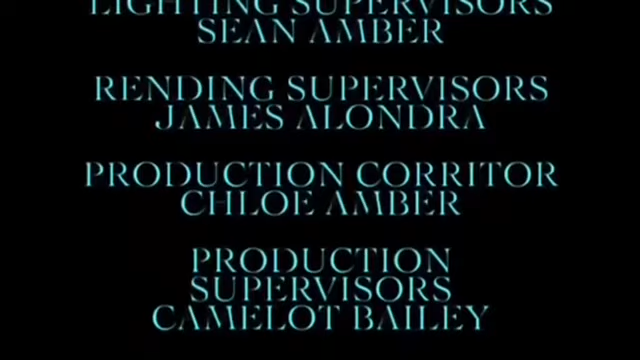 LIGHTING SUPERVISORS
SEAN AMBER
RENDING SUPERVISORS
JAMES ALONDRA
PRODUCTION CORRITOR
CHLOE AMBER
PRODUCTION
SUPERVISORS
CAMELOT BAILEY